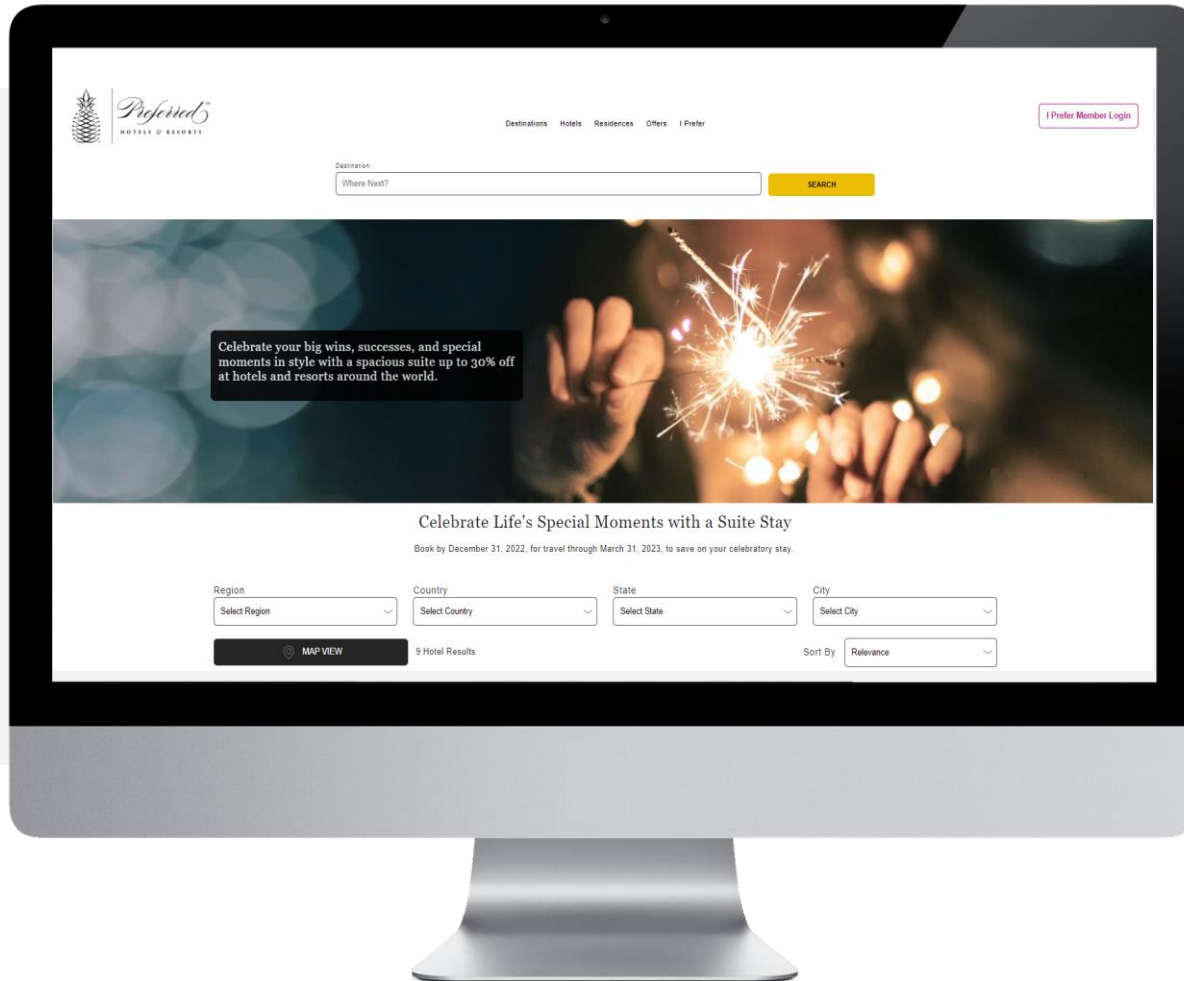 Preferred™
HOTELS & RESORTS
Destinations Hotels Residences Offers I Prefer
I Prefer Member Login
Destination:
Where Next?
SEARCH
Celebrate your big wins, successes, and special
moments in style with a spacious suite up to 30% off
at hotels and resorts around the world.
Celebrate Life's Special Moments with a Suite Stay
Book by December 31, 2022, for travel through March 31, 2023, to save on your celebratory stay.
Region Country State City
Select Region Select Country Select State Select City
MAP VIEW 9 Hotel Results Sort By Relevance